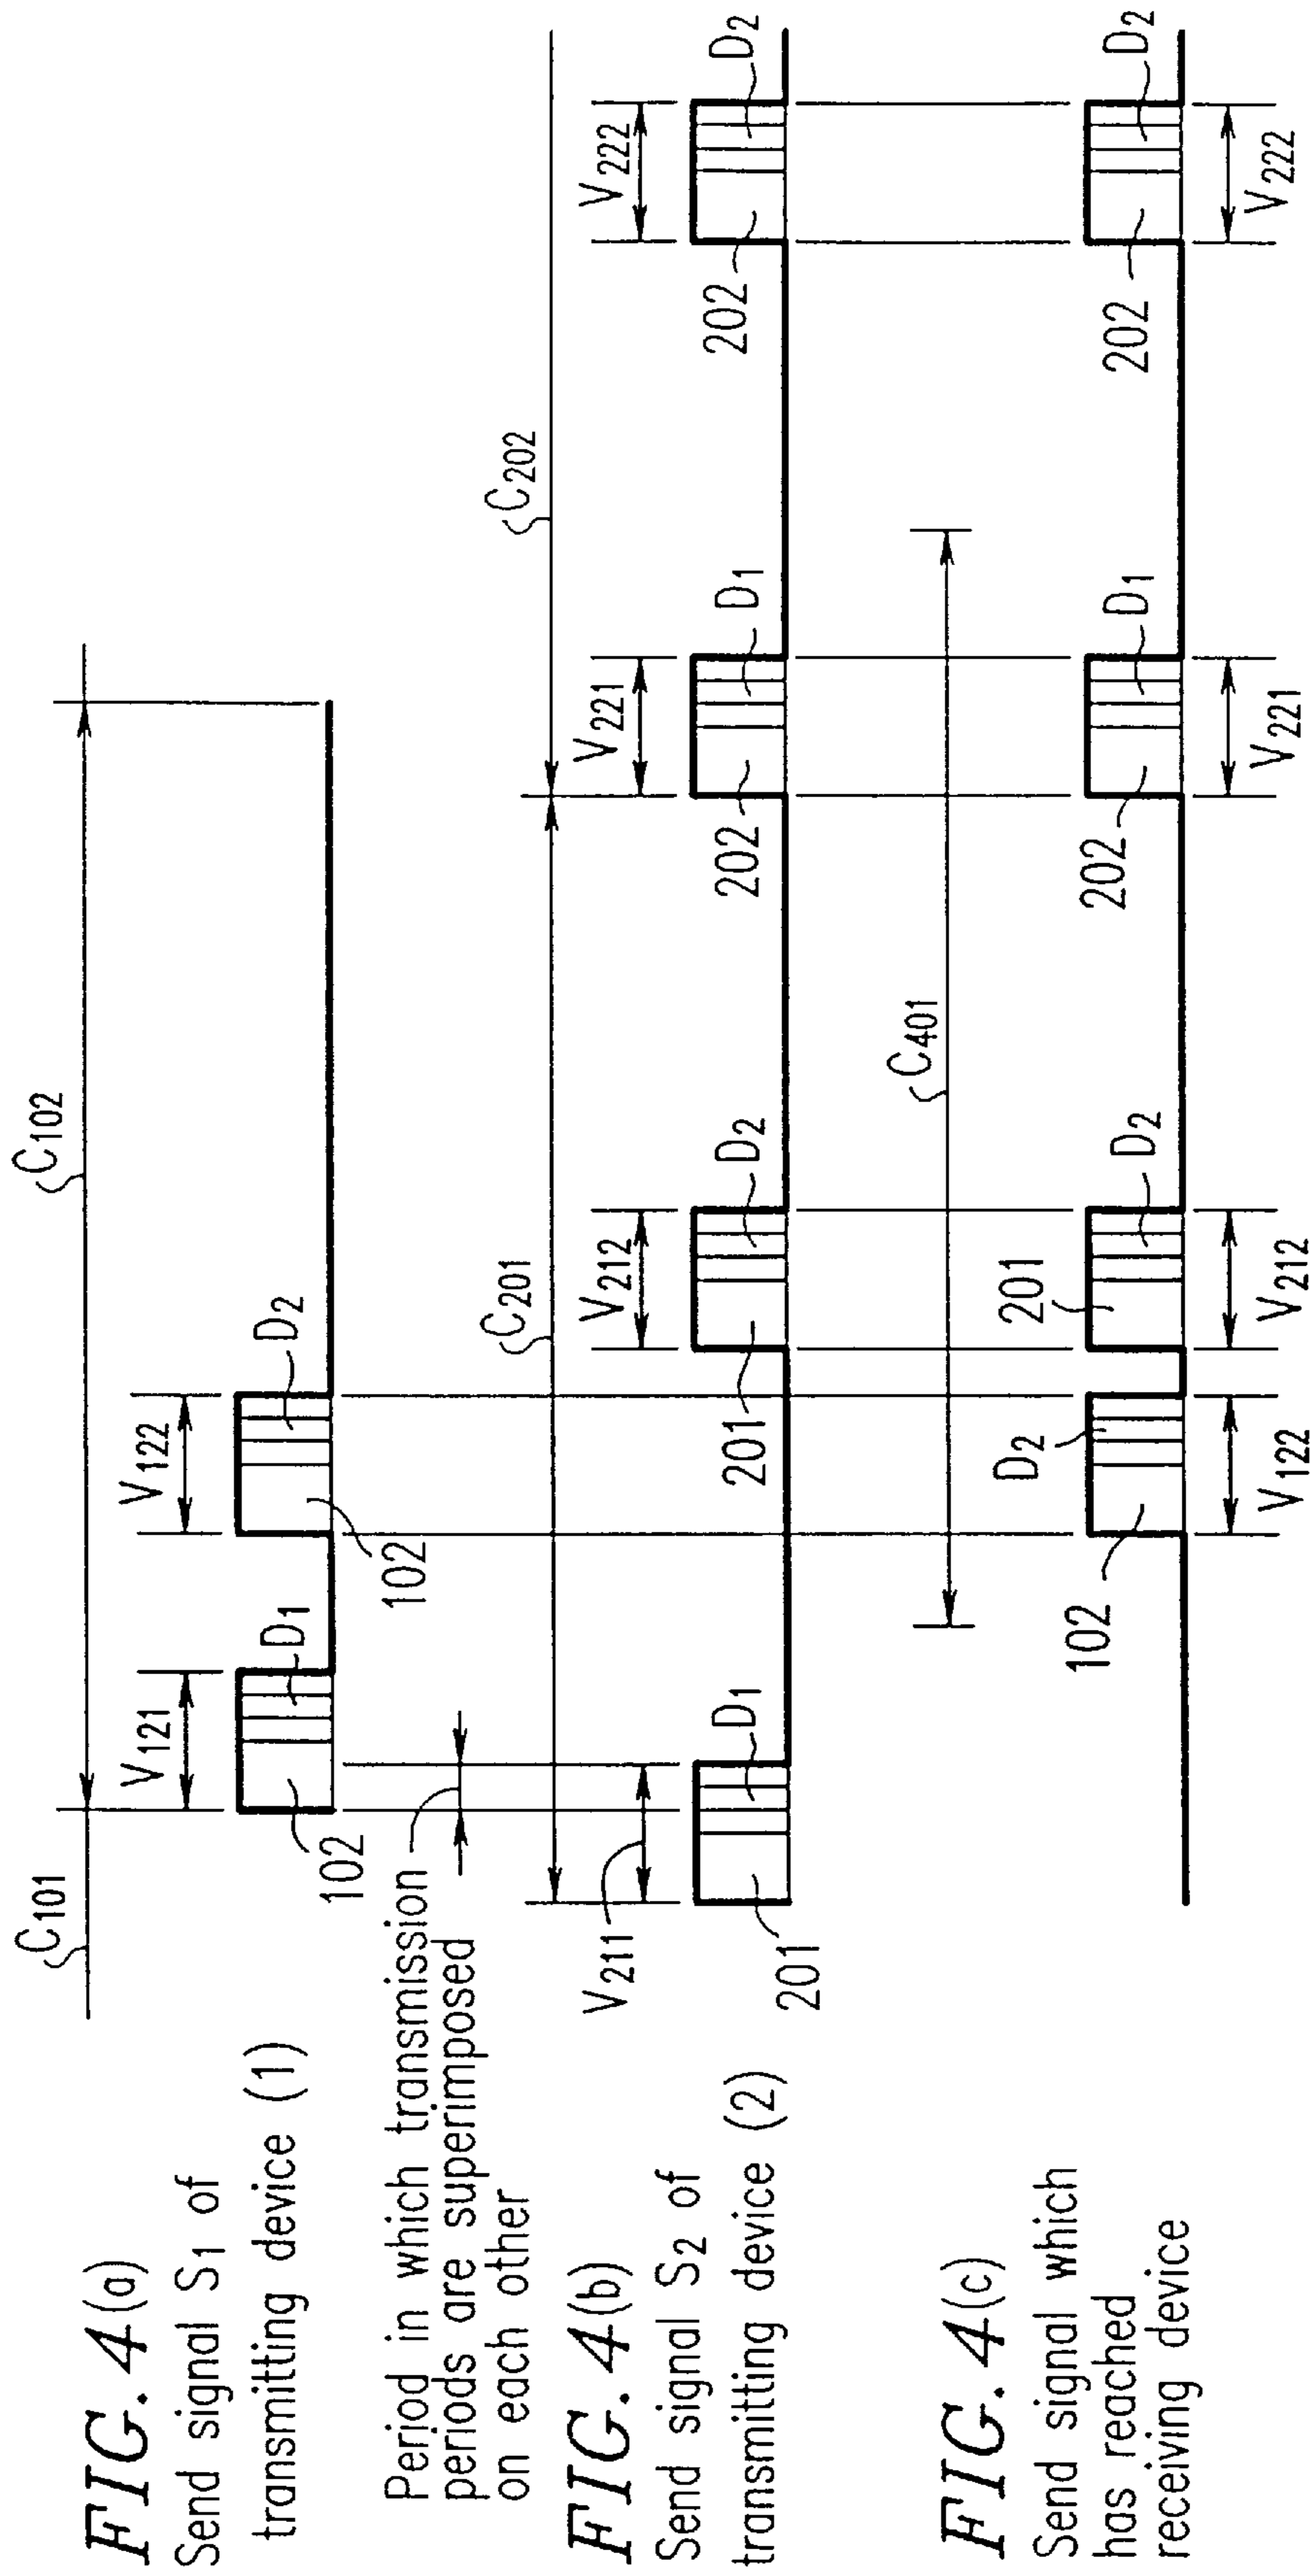 FIG. 4(a)
Send signal S1 of
transmitting device (1)
C101
C102
V121
V122
D1
D2
102
102
Period in which transmission
periods are superimposed
on each other
FIG. 4(b)
Send signal S2 of
transmitting device (2)
C201
C202
V211
V212
V221
V222
D1
D2
D1
D2
201
201
202
202
C401
FIG. 4(c)
Send signal which
has reached
receiving device
D2
201
D2
D1
D2
102
202
202
V122
V212
V221
V222